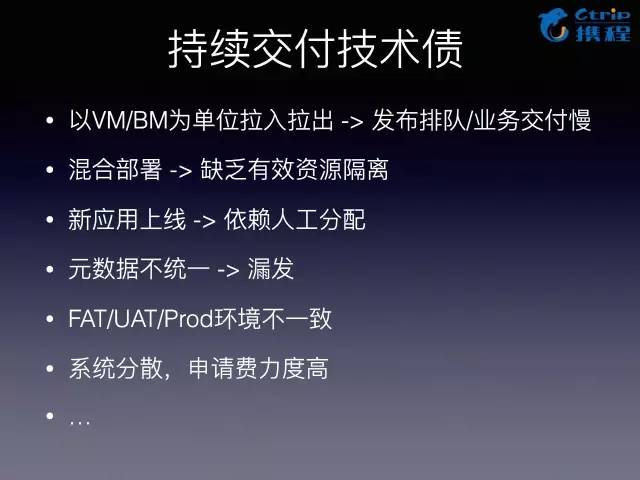 Ctrip
携程
持续交付技术债
• 以VM/BM为单位拉入拉出 -> 发布排队/业务交付慢
• 混合部署 -> 缺乏有效资源隔离
• 新应用上线 -> 依赖人工分配
• 元数据不统一 -> 漏发
• FAT/UAT/Prod环境不一致
• 系统分散，申请费力度高
• …